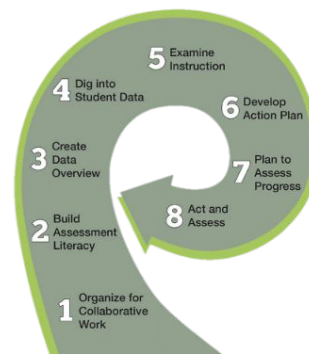 1 Organize for
Collaborative
Work
2 Build
Assessment
Literacy
3 Create
Data
Overview
4 Dig into
Student Data
5 Examine
Instruction
6 Develop
Action Plan
7 Plan to
Assess
Progress
8 Act and
Assess